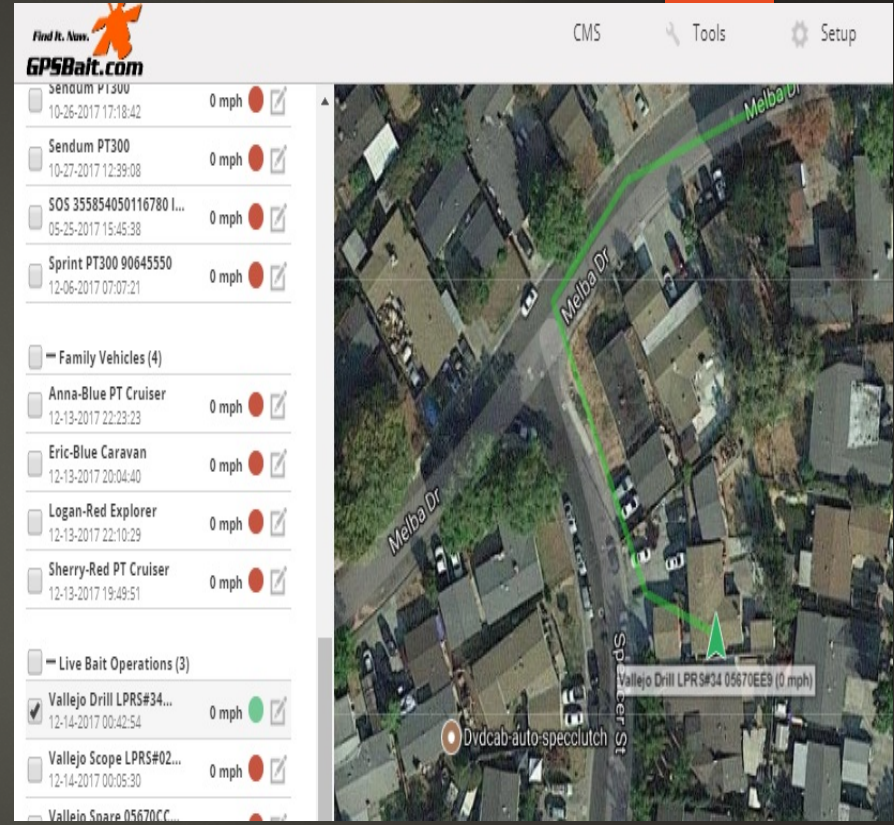 Find It. Now.
GPSBait.com
CMS
Tools
Setup
Sendum PT300
10-26-2017 17:18:42
0 mph
Sendum PT300
10-27-2017 12:39:08
0 mph
SOS 355854050116780 I...
05-25-2017 15:45:38
0 mph
Sprint PT300 90645550
12-06-2017 07:07:21
0 mph
Family Vehicles (4)
Anna-Blue PT Cruiser
12-13-2017 22:23:23
0 mph
Eric-Blue Caravan
12-13-2017 20:04:40
0 mph
Logan-Red Explorer
12-13-2017 22:10:29
0 mph
Sherry-Red PT Cruiser
12-13-2017 19:49:51
0 mph
Live Bait Operations (3)
Vallejo Drill LPRS#34...
12-14-2017 00:42:54
0 mph
Vallejo Scope LPRS#02...
12-14-2017 00:05:30
0 mph
Vallejo Spare 05670CC...
Melba Dr
Melba Dr
Melba Dr
Spencer St
Vallejo Drill LPRS#34 05670EE9 (0 mph)
Dvdcab-auto-specclutch